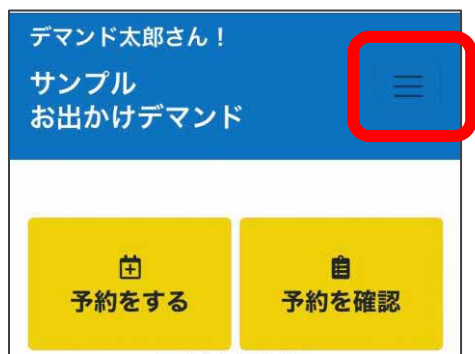 デマンド太郎さん！
サンプル
お出かけデマンド
予約をする
予約を確認